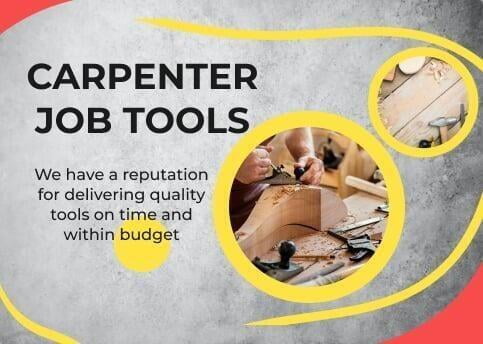 CARPENTER
JOB TOOLS
We have a reputation
for delivering quality
tools on time and
within budget